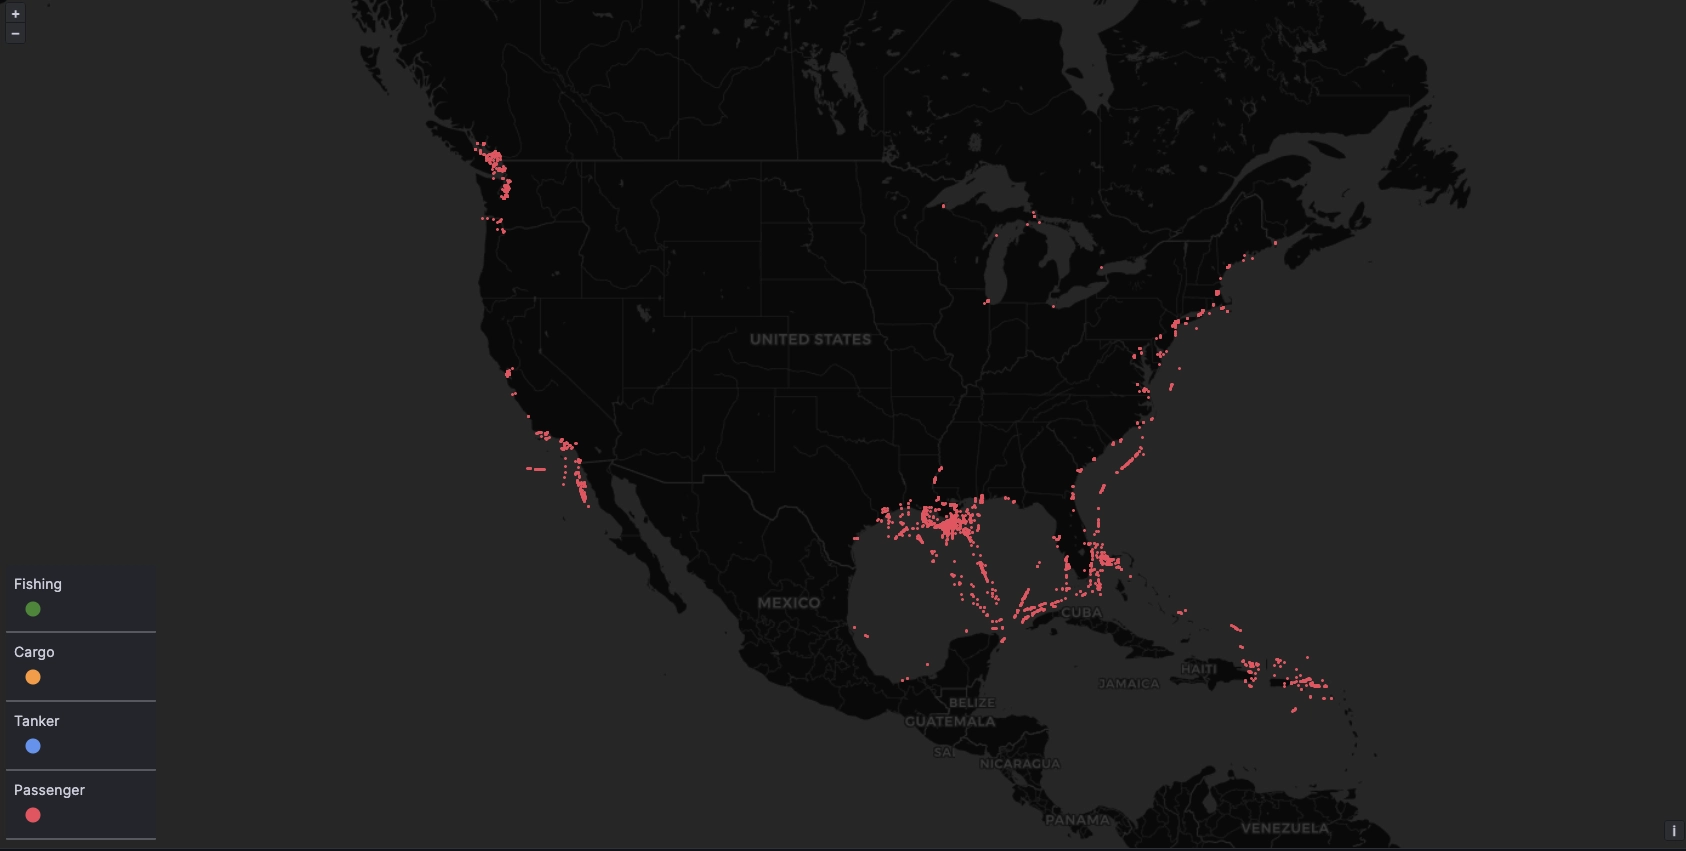 +
−
UNITED STATES
Fishing
MEXICO
CUBA
Cargo
HAITI
JAMAICA
BELIZE
GUATEMALA
Tanker
SAL
NICARAGUA
Passenger
PANAMA
VENEZUELA
i